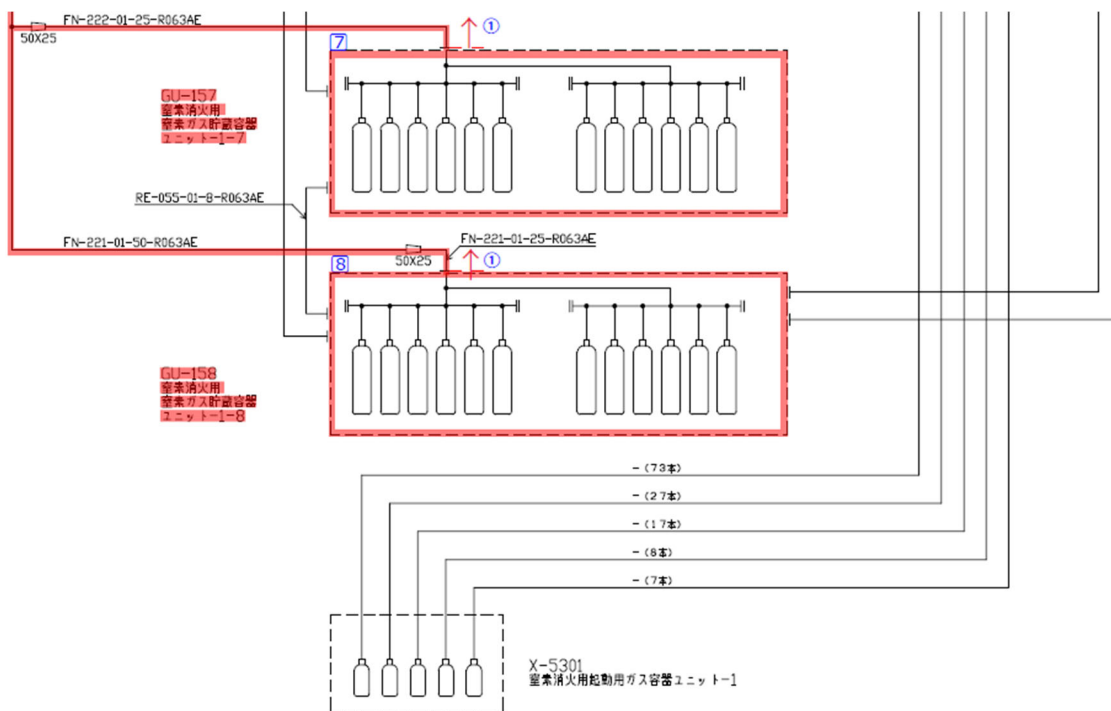 FN-222-01-25-R063AE
①
50X25
7
GU-157
窒素消火用
窒素ガス貯蔵容器
ユニット-1-7
RE-055-01-8-R063AE
FN-221-01-50-R063AE
FN-221-01-25-R063AE
50X25
①
8
GU-158
窒素消火用
窒素ガス貯蔵容器
ユニット-1-8
-(73本)
-(27本)
-(17本)
-(8本)
-(7本)
X-5301
窒素消火用起動用ガス容器ユニット-1